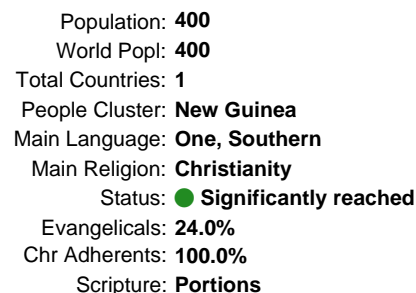 Population: 400
World Popl: 400
Total Countries: 1
People Cluster: New Guinea
Main Language: One, Southern
Main Religion: Christianity
Status: Significantly reached
Evangelicals: 24.0%
Chr Adherents: 100.0%
Scripture: Portions